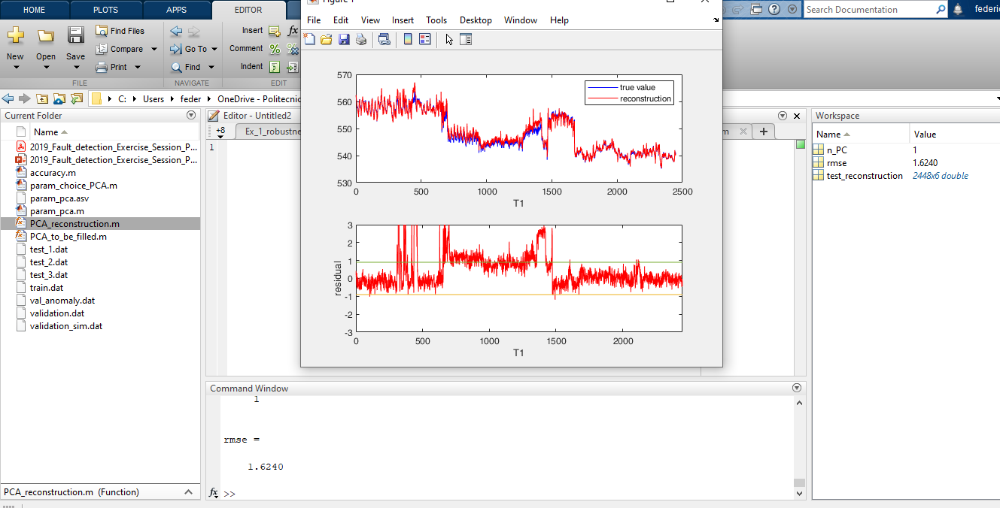 HOME PLOTS APPS EDITOR
Search Documentation
File Edit View Insert Tools Desktop Window Help
Find Files
Insert fx
New Open Save
Compare
Go To
Comment
Print
Find
Indent
FILE NAVIGATE EDIT
C: Users feder OneDrive - Politecnic
Current Folder
Name
2019_Fault_detection_Exercise_Session_P...
2019_Fault_detection_Exercise_Session_P...
accuracy.m
param_choice_PCA.m
param_pca.asv
param_pca.m
PCA_reconstruction.m
PCA_to_be_filled.m
test_1.dat
test_2.dat
test_3.dat
train.dat
val_anomaly.dat
validation.dat
validation_sim.dat
PCA_reconstruction.m (Function)
Editor - Untitled2
+8 Ex_1_robustne
1
570
560
550
540
530
0 500 1000 1500 2000 2500
T1
true value
reconstruction
3
2
1
0
-1
-2
-3
residual
0 500 1000 1500 2000
T1
Command Window
1
rmse =
1.6240
fx >>
Workspace
Name Value
n_PC 1
rmse 1.6240
test_reconstruction 2448x6 double